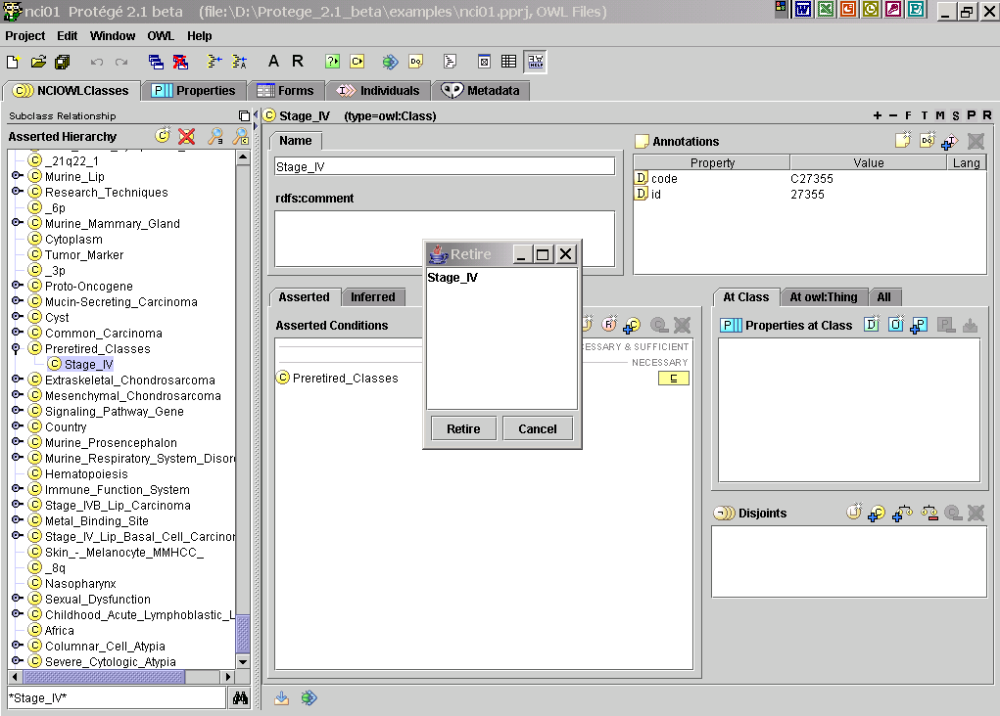 nci01 Protégé 2.1 beta (file:\D:\Protege_2.1_beta\examples\nci01.pprj, OWL Files)
Project Edit Window OWL Help
NCIOWLClasses Properties Forms Individuals Metadata
Subclass Relationship
Asserted Hierarchy
_21q22_1
Murine_Lip
Research_Techniques
_6p
Murine_Mammary_Gland
Cytoplasm
Tumor_Marker
_3p
Proto-Oncogene
Mucin-Secreting_Carcinoma
Cyst
Common_Carcinoma
Preretired_Classes
Stage_IV
Extraskeletal_Chondrosarcoma
Mesenchymal_Chondrosarcoma
Signaling_Pathway_Gene
Country
Murine_Prosencephalon
Murine_Respiratory_System_Disor
Hematopoiesis
Immune_Function_System
Stage_IVB_Lip_Carcinoma
Metal_Binding_Site
Stage_IV_Lip_Basal_Cell_Carcinor
Skin_-_Melanocyte_MMHCC_
_8q
Nasopharynx
Sexual_Dysfunction
Childhood_Acute_Lymphoblastic_L
Africa
Columnar_Cell_Atypia
Severe_Cytologic_Atypia
*Stage_IV*
Stage_IV (type=owl:Class)
+ − F T M S P R
Name
Stage_IV
rdfs:comment
Annotations
Property Value Lang
code C27355
id 27355
Asserted Inferred
Asserted Conditions
ESSARY & SUFFICIENT
NECESSARY
Preretired_Classes
Retire
Stage_IV
Retire Cancel
At Class At owl:Thing All
Properties at Class
Disjoints